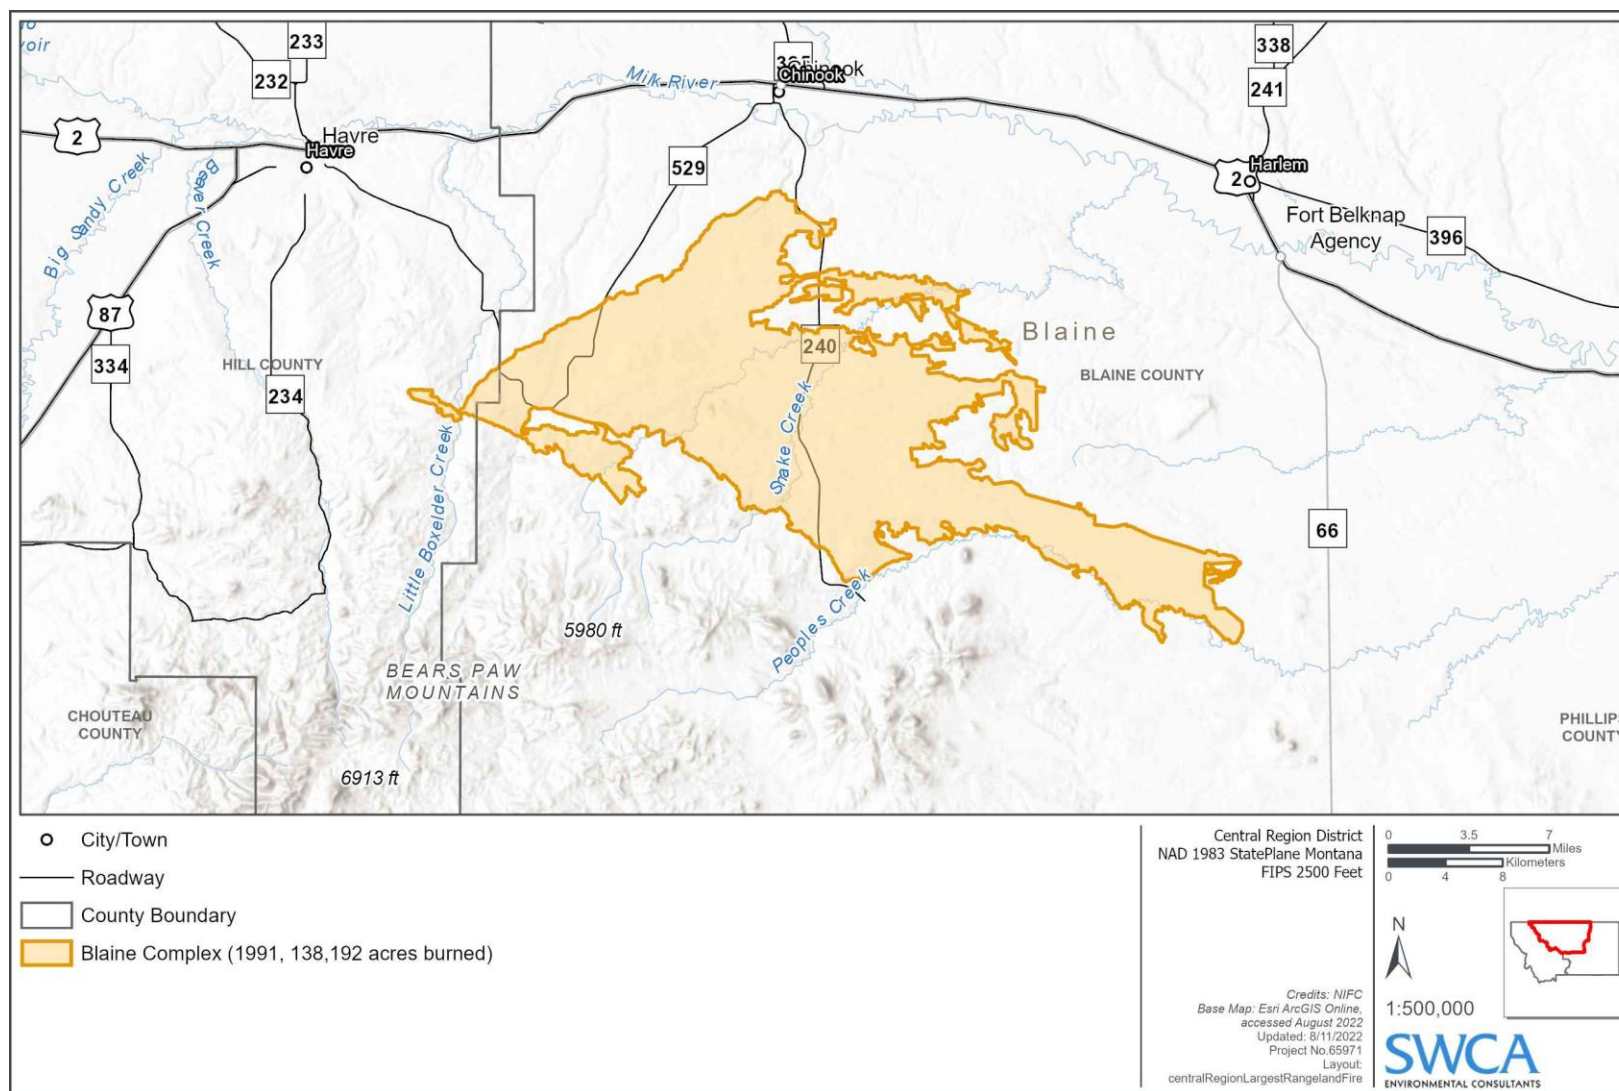 233
338
232
Chinook
Chinook
Milk River
241
2
Havre
Havre
529
Harlem
2
Big Sandy Creek
Beaver Creek
Fort Belknap
Agency
396
87
334
HILL COUNTY
234
240
Blaine
BLAINE COUNTY
Snake Creek
Little Boxelder Creek
66
Peoples Creek
5980 ft
BEARS PAW
MOUNTAINS
CHOUTEAU
COUNTY
PHILLIPS
COUNTY
6913 ft
City/Town
Roadway
County Boundary
Blaine Complex (1991, 138,192 acres burned)
Central Region District
NAD 1983 StatePlane Montana
FIPS 2500 Feet
Credits: NIFC
Base Map: Esri ArcGIS Online,
accessed August 2022
Updated: 8/11/2022
Project No.65971
Layout:
centralRegionLargestRangelandFire
0 3.5 7
Miles
Kilometers
0 4 8
N
1:500,000
SWCA
ENVIRONMENTAL CONSULTANTS